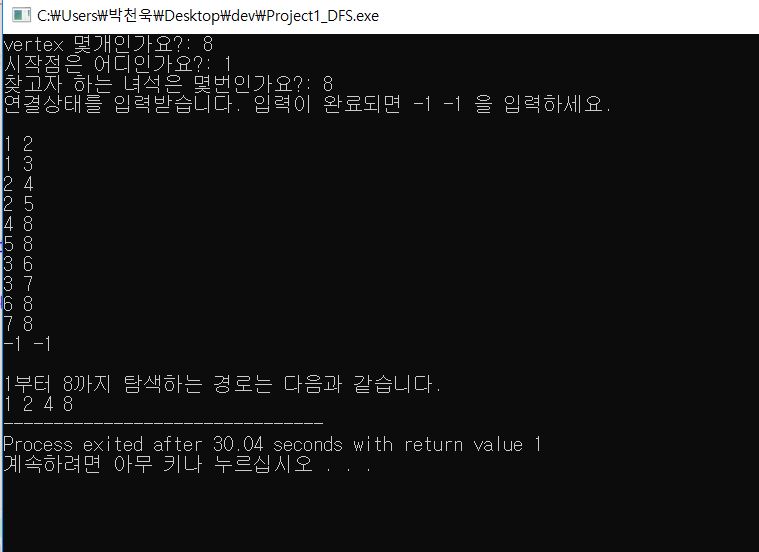 C:\Users\박천욱\Desktop\dev\Project1_DFS.exe
vertex 몇개인가요?: 8
시작점은 어디인가요?: 1
찾고자 하는 녀석은 몇번인가요?: 8
연결상태를 입력받습니다. 입력이 완료되면 -1 -1 을 입력하세요.
1 2
1 3
2 4
2 5
4 8
5 8
3 6
3 7
6 8
7 8
-1 -1
1부터 8까지 탐색하는 경로는 다음과 같습니다.
1 2 4 8
--------------------------------
Process exited after 30.04 seconds with return value 1
계속하려면 아무 키나 누르십시오 . . .